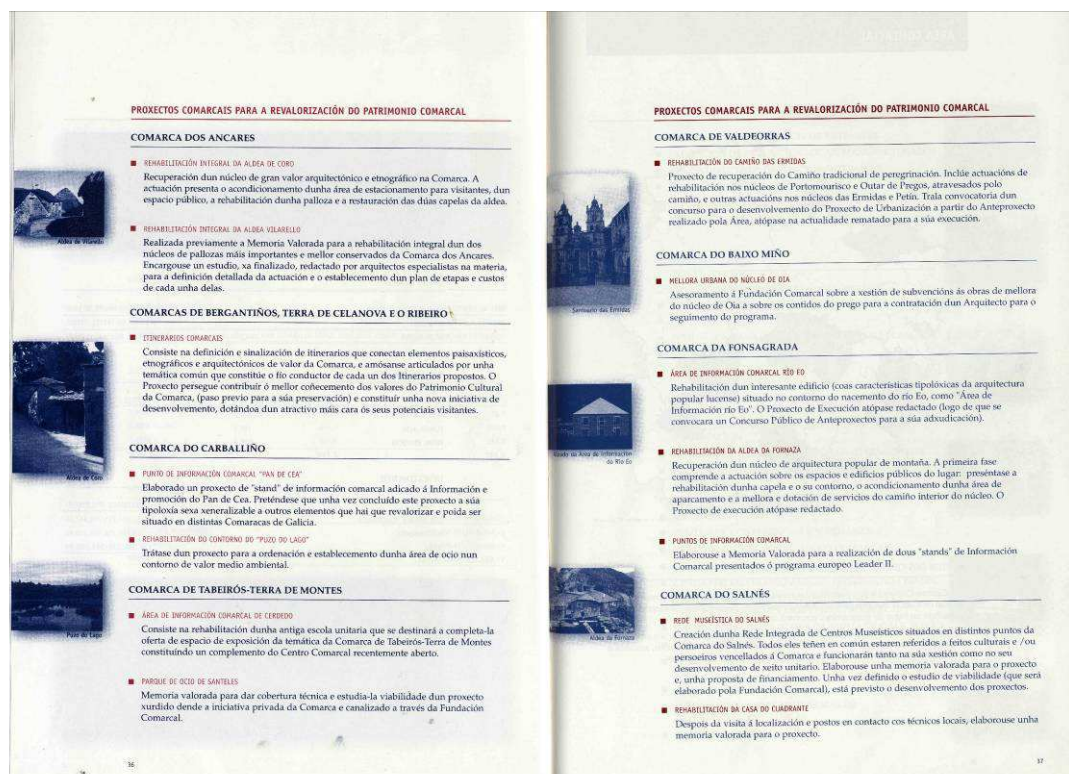 PROXECTOS COMARCAIS PARA A REVALORIZACIÓN DO PATRIMONIO COMARCAL
COMARCA DOS ANCARES
REHABILITACIÓN INTEGRAL DA ALDEA DE CORO
Recuperación dun núcleo de gran valor arquitectónico e etnográfico na Comarca. A
actuación presenta o acondicionamento dunha área de estacionamento para visitantes, dun
espacio público, a rehabilitación dunha palloza e a restauración das dúas capelas da aldea.
Aldea de Vilarello
REHABILITACIÓN INTEGRAL DA ALDEA VILARELLO
Realizada previamente a Memoria Valorada para a rehabilitación integral dun dos
núcleos de pallozas máis importantes e mellor conservados da Comarca dos Ancares.
Encargouse un estudio, xa finalizado, redactado por arquitectos especialistas na materia,
para a definición detallada da actuación e o establecemento dun plan de etapas e custos
de cada unha delas.
COMARCAS DE BERGANTIÑOS, TERRA DE CELANOVA E O RIBEIRO
ITINERARIOS COMARCAIS
Consiste na definición e sinalización de itinerarios que conectan elementos paisaxísticos,
etnográficos e arquitectónicos de valor da Comarca, e amósanse articulados por unha
temática común que constitúe o fío conductor de cada un dos Itinerarios propostos. O
Proxecto persegue contribuír ó mellor coñecemento dos valores do Patrimonio Cultural
da Comarca, (paso previo para a súa preservación) e constituír unha nova iniciativa de
desenvolvemento, dotándoa dun atractivo máis cara ós seus potenciais visitantes.
Aldea de Coro
COMARCA DO CARBALLIÑO
PUNTO DE INFORMACIÓN COMARCAL "PAN DE CEA"
Elaborado un proxecto de "stand" de información comarcal adicado á Información e
promoción do Pan de Cea. Preténdese que unha vez concluído este proxecto a súa
tipoloxía sexa xeneralizable a outros elementos que hai que revalorizar e poida ser
situado en distintas Comaracas de Galicia.
REHABILITACIÓN DO CONTORNO DO "PUZO DO LAGO"
Trátase dun proxecto para a ordenación e establecemento dunha área de ocio nun
contorno de valor medio ambiental.
Puzo do Lago
COMARCA DE TABEIRÓS-TERRA DE MONTES
ÁREA DE INFORMACIÓN COMARCAL DE CERDEDO
Consiste na rehabilitación dunha antiga escola unitaria que se destinará a completa-la
oferta de espacio de exposición da temática da Comarca de Tabeirós-Terra de Montes
constituíndo un complemento do Centro Comarcal recentemente aberto.
PARQUE DE OCIO DE SANTELES
Memoria valorada para dar cobertura técnica e estudia-la viabilidade dun proxecto
xurdido dende a iniciativa privada da Comarca e canalizado a través da Fundación
Comarcal.
36
PROXECTOS COMARCAIS PARA A REVALORIZACIÓN DO PATRIMONIO COMARCAL
COMARCA DE VALDEORRAS
REHABILITACIÓN DO CAMIÑO DAS ERMIDAS
Proxecto de recuperación do Camiño tradicional de peregrinación. Inclúe actuacións de
rehabilitación nos núcleos de Portomourisco e Outar de Pregos, atravesados polo
camiño, e outras actuacións nos núcleos das Ermidas e Petín. Trala convocatoria dun
concurso para o desenvolvemento do Proxecto de Urbanización a partir do Anteproxecto
realizado pola Área, atópase na actualidade rematado para a súa execución.
COMARCA DO BAIXO MIÑO
MELLORA URBANA DO NÚCLEO DE OIA
Asesoramento á Fundación Comarcal sobre a xestión de subvencións ás obras de mellora
do núcleo de Oia a sobre os contidos do prego para a contratación dun Arquitecto para o
seguimento do programa.
Seminario das Ermidas
COMARCA DA FONSAGRADA
ÁREA DE INFORMACIÓN COMARCAL RÍO EO
Rehabilitación dun interesante edificio (coas características tipolóxicas da arquitectura
popular lucense) situado no contorno do nacemento do río Eo, como "Área de
Información río Eo". O Proxecto de Execución atópase redactado (logo de que se
convocara un Concurso Público de Anteproxectos para a súa adxudicación).
da Área de Información
do Río Eo
REHABILITACIÓN DA ALDEA DA FORNAZA
Recuperación dun núcleo de arquitectura popular de montaña. A primeira fase
comprende a actuación sobre os espacios e edificios públicos do lugar: preséntase a
rehabilitación dunha capela e o su contorno, o acondicionamento dunha área de
aparcamento e a mellora e dotación de servicios do camiño interior do núcleo. O
Proxecto de execución atópase redactado.
PUNTOS DE INFORMACIÓN COMARCAL
Elaborouse a Memoria Valorada para a realización de dous "stands" de Información
Comarcal presentados ó programa europeo Leader II.
COMARCA DO SALNÉS
Aldea da Fornaza
REDE MUSEÍSTICA DO SALNÉS
Creación dunha Rede Integrada de Centros Museísticos situados en distintos puntos da
Comarca do Salnés. Todos eles teñen en común estaren referidos a feitos culturais e /ou
persoeiros vencellados á Comarca e funcionarán tanto na súa xestión como no seu
desenvolvemento de xeito unitario. Elaborouse unha memoria valorada para o proxecto
e, unha proposta de financiamento. Unha vez definido o estudio de viabilidade (que será
elaborado pola Fundación Comarcal), está previsto o desenvolvemento dos proxectos.
REHABILITACIÓN DA CASA DO CUADRANTE
Despois da visita á localización e postos en contacto cos técnicos locais, elaborouse unha
memoria valorada para o proxecto.
37